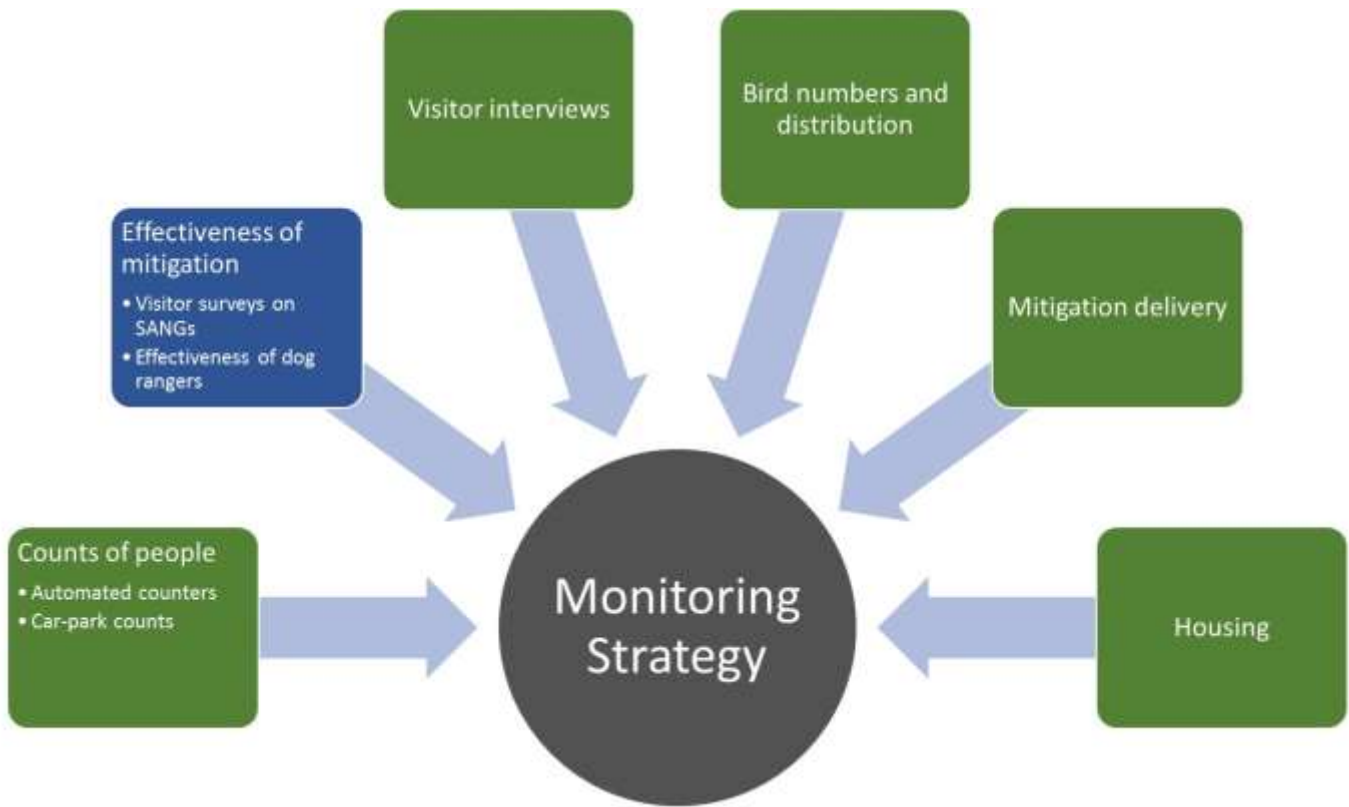 Visitor interviews
Bird numbers and
distribution
Effectiveness of
mitigation
• Visitor surveys on
SANGs
• Effectiveness of dog
rangers
Mitigation delivery
Counts of people
• Automated counters
• Car-park counts
Monitoring
Strategy
Housing